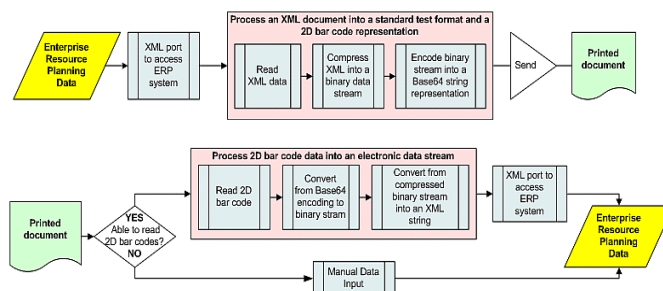 Process an XML document into a standard test format and a
2D bar code representation
Enterprise
Resource
Planning
Data
XML port
to access
ERP
system
Read
XML data
Compress
XML into a
binary data
stream
Encode binary
stream into a
Base64 string
representation
Send
Printed
document
Process 2D bar code data into an electronic data stream
Printed
document
YES
Able to read
2D bar codes?
NO
Read 2D
bar code
Convert
from Base64
encoding to
binary stram
Convert from
compressed
binary stream
into an XML
string
XML port to
access
ERP
system
Enterprise
Resource
Planning
Data
Manual Data
Input